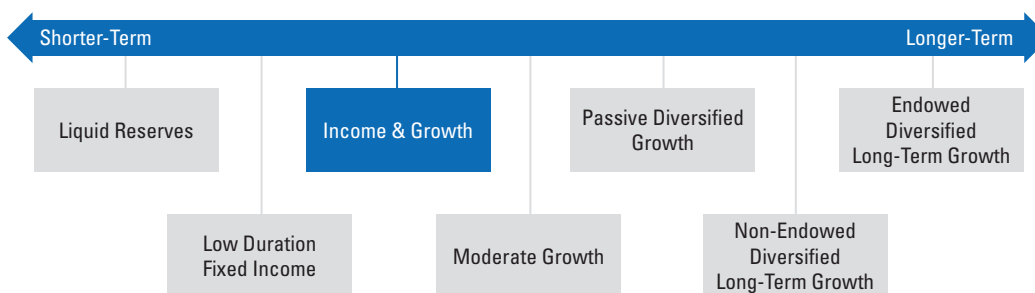 Shorter-Term
Longer-Term
Liquid Reserves
Income & Growth
Passive Diversified
Growth
Endowed
Diversified
Long-Term Growth
Low Duration
Fixed Income
Moderate Growth
Non-Endowed
Diversified
Long-Term Growth